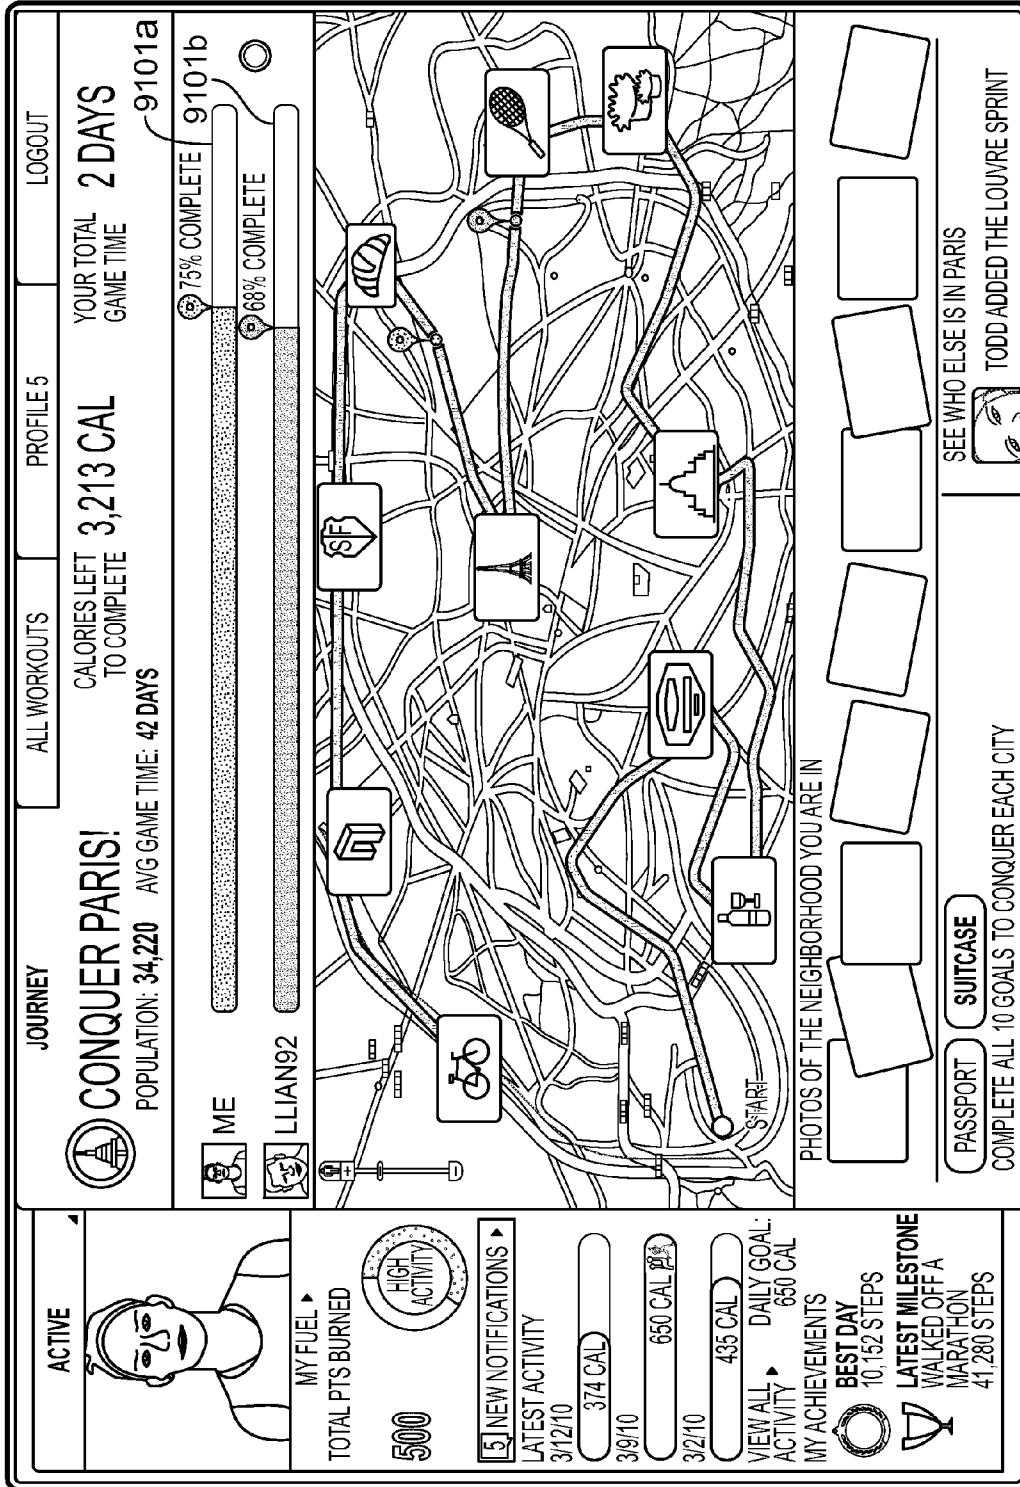 ACTIVE
MY FUEL ▸
TOTAL PTS BURNED
500
HIGH
ACTIVITY
5 NEW NOTIFICATIONS ▸
LATEST ACTIVITY
3/12/10
374 CAL
3/9/10
650 CAL
3/2/10
435 CAL
VIEW ALL
ACTIVITY ▸
DAILY GOAL:
650 CAL
MY ACHIEVEMENTS
BEST DAY
10,152 STEPS
LATEST MILESTONE
WALKED OFF A
MARATHON
41,280 STEPS
JOURNEY
ALL WORKOUTS
PROFILE 5
LOGOUT
CONQUER PARIS!
POPULATION: 34,220 AVG GAME TIME: 42 DAYS
CALORIES LEFT
TO COMPLETE 3,213 CAL
YOUR TOTAL
GAME TIME 2 DAYS
ME
75% COMPLETE
9101a
LLIAN92
68% COMPLETE
9101b
SF
START
PHOTOS OF THE NEIGHBORHOOD YOU ARE IN
PASSPORT
SUITCASE
COMPLETE ALL 10 GOALS TO CONQUER EACH CITY
SEE WHO ELSE IS IN PARIS
TODD ADDED THE LOUVRE SPRINT